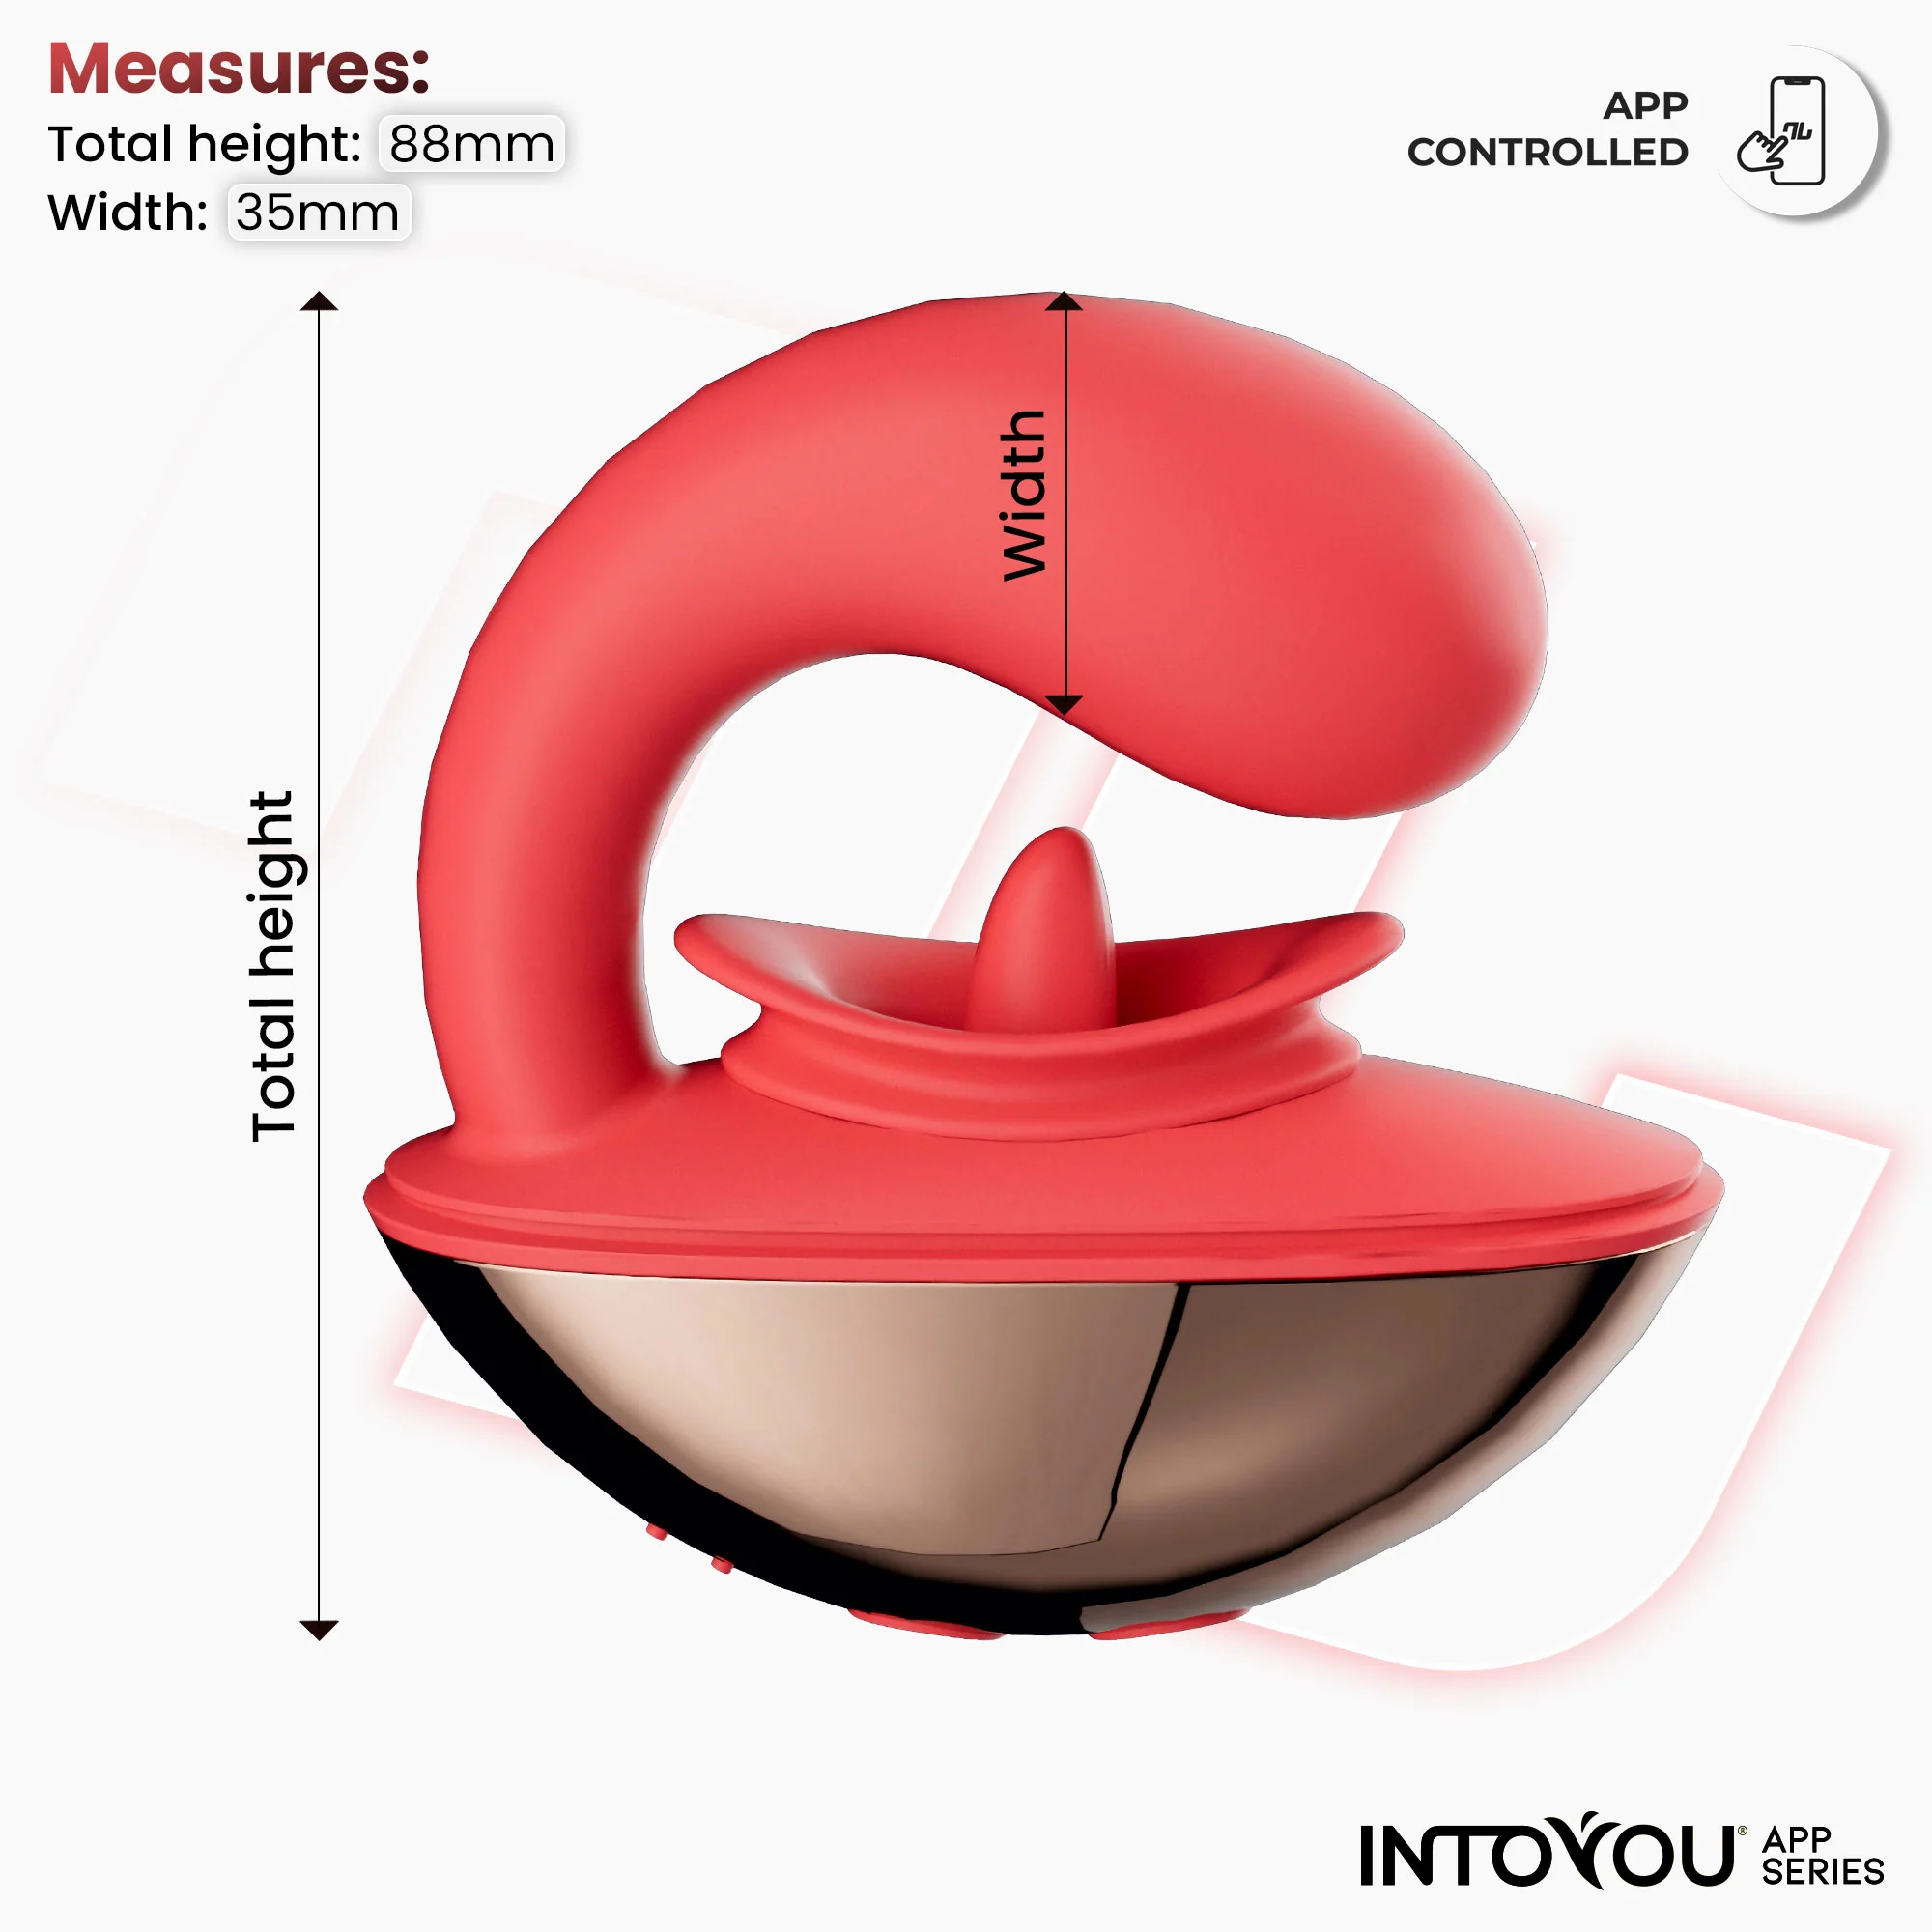 Measures:
Total height: 88mm
Width: 35mm
APP
CONTROLLED
Width
Total height
INTOYOU® APP
SERIES